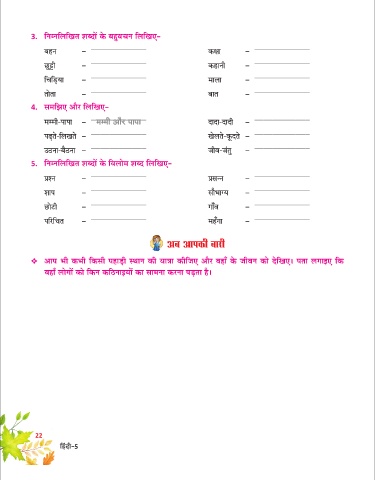 3. निम्नलिखित शब्दों के बहुवचन लिखिए–
बहन – कक्षा –
छुट्टी – कहानी –
चिड़िया – माला –
तोता – बात –
4. समझिए और लिखिए–
मम्मी-पापा – मम्मी और पापा दादा-दादी –
पढ़ते-लिखते – खेलते-कूदते –
उठना-बैठना – जीव-जंतु –
5. निम्नलिखित शब्दों के विलोम शब्द लिखिए–
प्रश्न – प्रसन्न –
शाप – सौभाग्य –
छोटी – गाँव –
परिचित – महँगा –
अब आपकी बारी
❖ आप भी कभी किसी पहाड़ी स्थान की यात्रा कीजिए और वहाँ के जीवन को देखिए। पता लगाइए कि
वहाँ लोगों को किन कठिनाइयों का सामना करना पड़ता है।
22
हिंदी-5